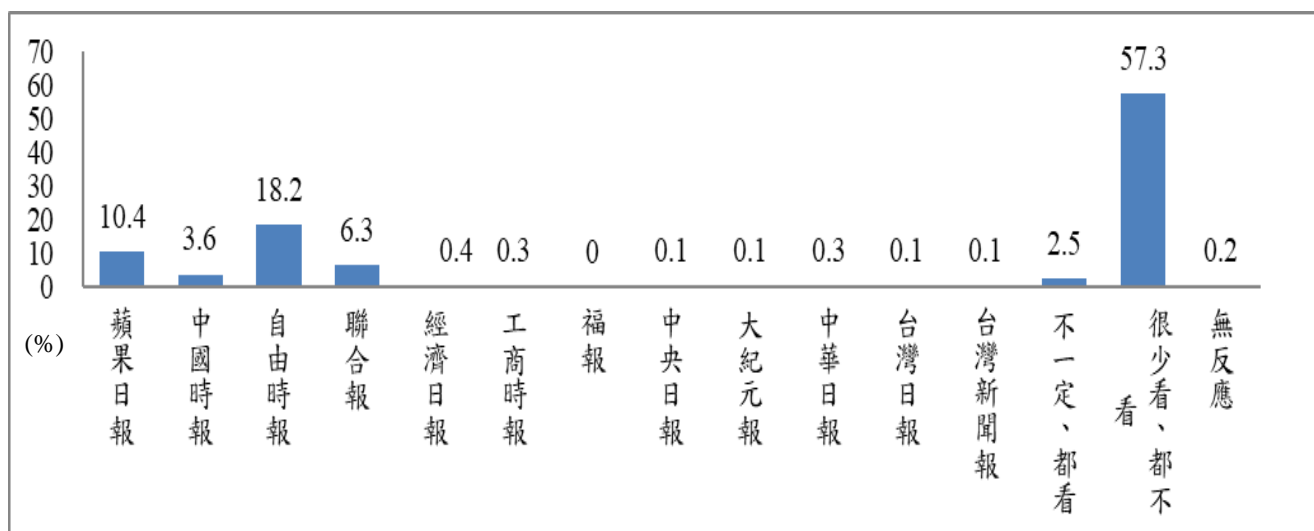 70
60
50
40
30
20
10
0
(%)
10.4
3.6
18.2
6.3
0.4
0.3
0
0.1
0.1
0.3
0.1
0.1
2.5
57.3
0.2
蘋果日報
中國時報
自由時報
聯合報
經濟日報
工商時報
福報
中央日報
大紀元報
中華日報
台灣日報
台灣新聞報
不一定、都看
很少看、都不
看
無反應